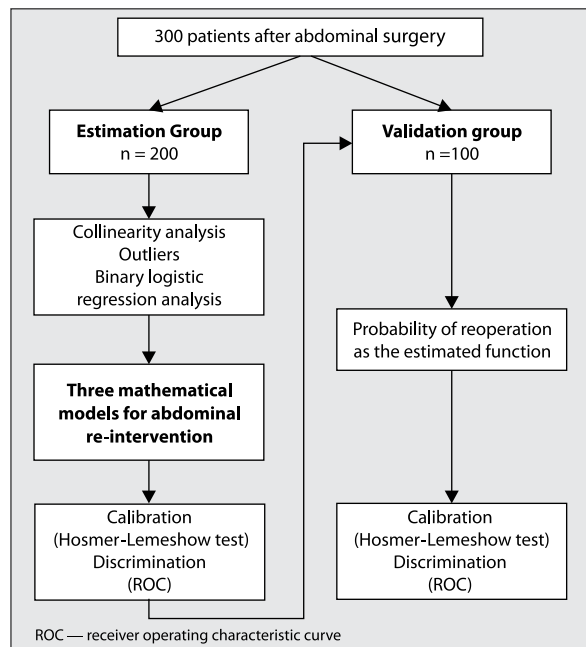 300 patients after abdominal surgery
Estimation Group
n = 200
Collinearity analysis
Outliers
Binary logistic
regression analysis
Three mathematical
models for abdominal
re-intervention
Calibration
(Hosmer-Lemeshow test)
Discrimination
(ROC)
Validation group
n =100
Probability of reoperation
as the estimated function
Calibration
(Hosmer-Lemeshow test)
Discrimination
(ROC)
ROC — receiver operating characteristic curve